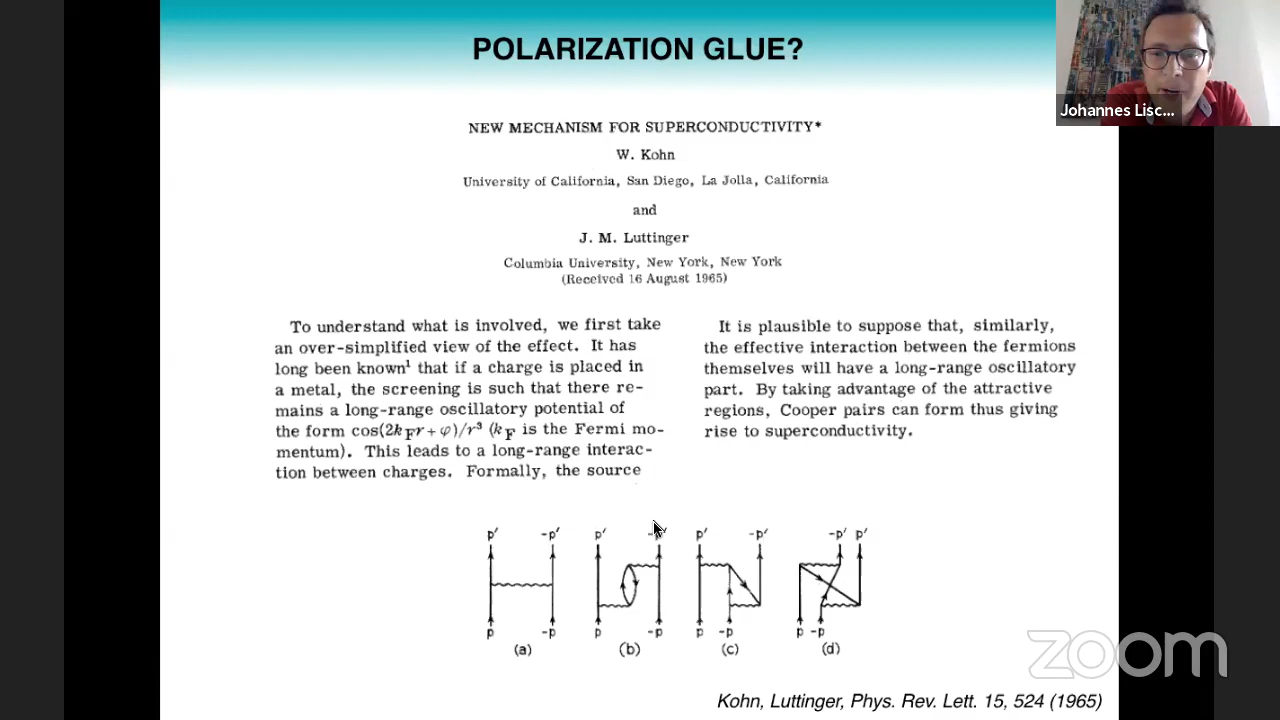 POLARIZATION GLUE?
Johannes Lisc...
NEW MECHANISM FOR SUPERCONDUCTIVITY*
W. Kohn
University of California, San Diego, La Jolla, California
and
J. M. Luttinger
Columbia University, New York, New York
(Received 16 August 1965)
To understand what is involved, we first take
an over-simplified view of the effect. It has
long been known¹ that if a charge is placed in
a metal, the screening is such that there re-
mains a long-range oscillatory potential of
the form cos(2k_F r + φ)/r³ (k_F is the Fermi mo-
mentum). This leads to a long-range interac-
tion between charges. Formally, the source
It is plausible to suppose that, similarly,
the effective interaction between the fermions
themselves will have a long-range oscillatory
part. By taking advantage of the attractive
regions, Cooper pairs can form thus giving
rise to superconductivity.
p' -p' p' -p' p' -p' -p' p'
p -p p -p p -p p -p
(a) (b) (c) (d)
zoom
Kohn, Luttinger, Phys. Rev. Lett. 15, 524 (1965)